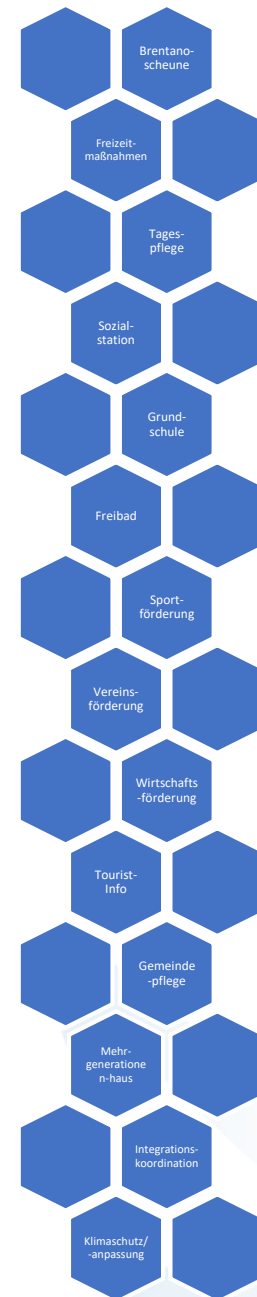 Brentano-
scheune
Freizeit-
maßnahmen
Tages-
pflege
Sozial-
station
Grund-
schule
Freibad
Sport-
förderung
Vereins-
förderung
Wirtschafts
-förderung
Tourist-
Info
Gemeinde
-pflege
Mehr-
generatione
n-haus
Integrations-
koordination
Klimaschutz/
-anpassung